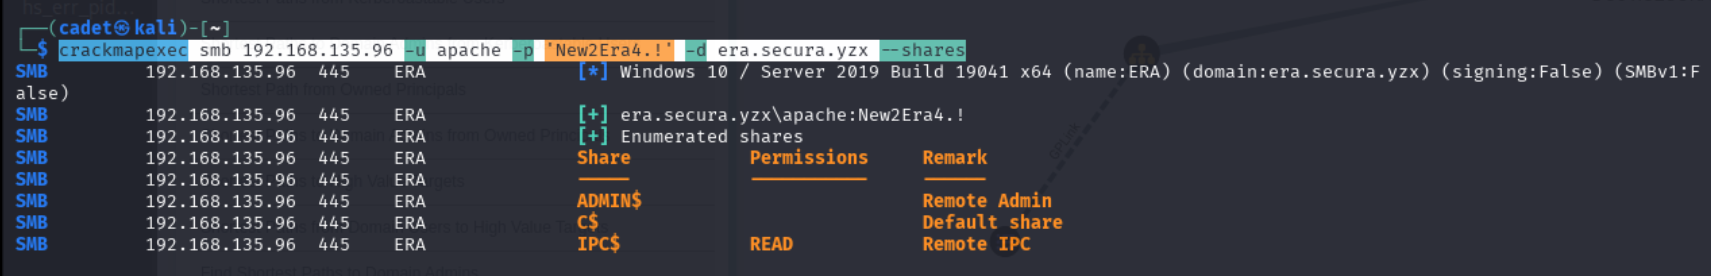 hs_err_pid...
┌──(cadet㉿kali)-[~]
└─$ crackmapexec smb 192.168.135.96 -u apache -p 'New2Era4.!' -d era.secura.yzx --shares
SMB 192.168.135.96 445 ERA [*] Windows 10 / Server 2019 Build 19041 x64 (name:ERA) (domain:era.secura.yzx) (signing:False) (SMBv1:F
alse)
SMB 192.168.135.96 445 ERA [+] era.secura.yzx\apache:New2Era4.!
SMB 192.168.135.96 445 ERA [+] Enumerated shares
SMB 192.168.135.96 445 ERA Share Permissions Remark
SMB 192.168.135.96 445 ERA ----- ----------- ------
SMB 192.168.135.96 445 ERA ADMIN$ Remote Admin
SMB 192.168.135.96 445 ERA C$ Default share
SMB 192.168.135.96 445 ERA IPC$ READ Remote IPC